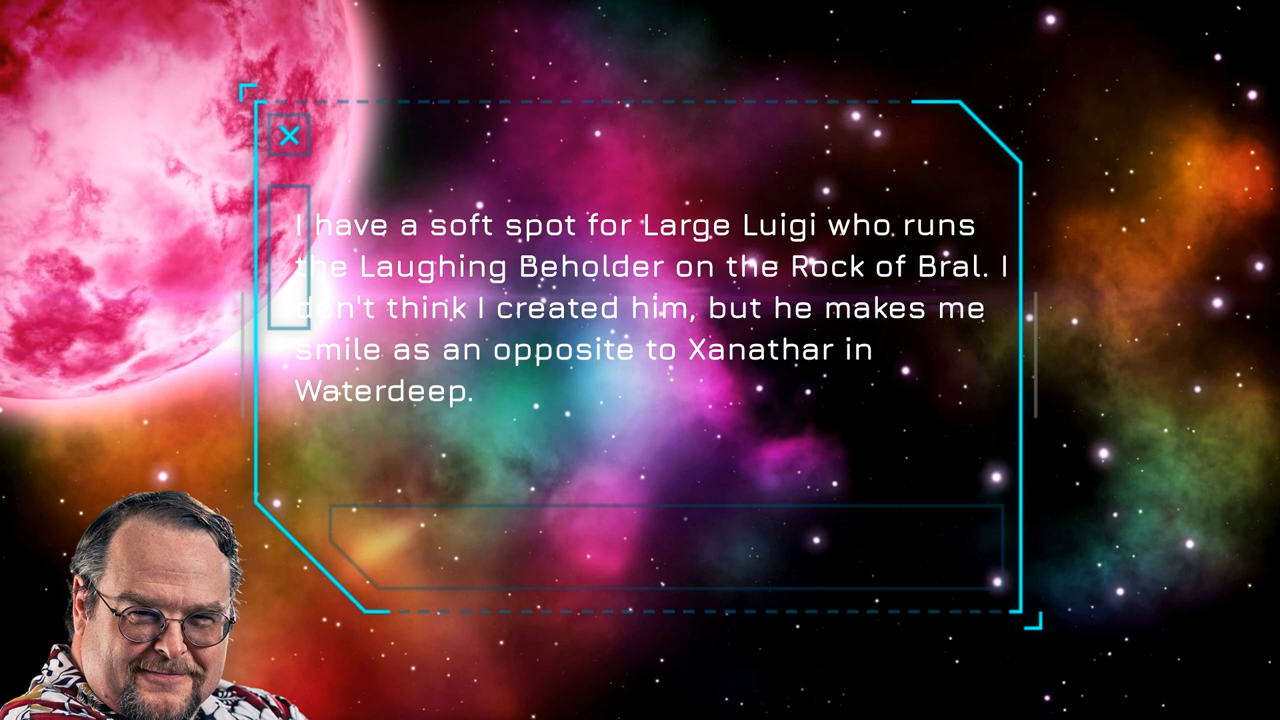 I have a soft spot for Large Luigi who runs
the Laughing Beholder on the Rock of Bral. I
don't think I created him, but he makes me
smile as an opposite to Xanathar in
Waterdeep.